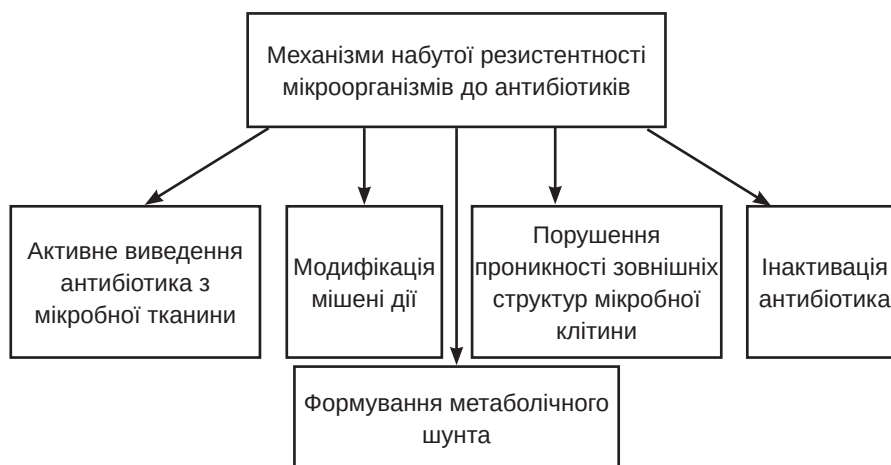 Механізми набутої резистентності
мікроорганізмів до антибіотиків
Активне виведення
антибіотика з
мікробної тканини
Модифікація
мішені дії
Порушення
проникності зовнішніх
структур мікробної
клітини
Інактивація
антибіотика
Формування метаболічного
шунта